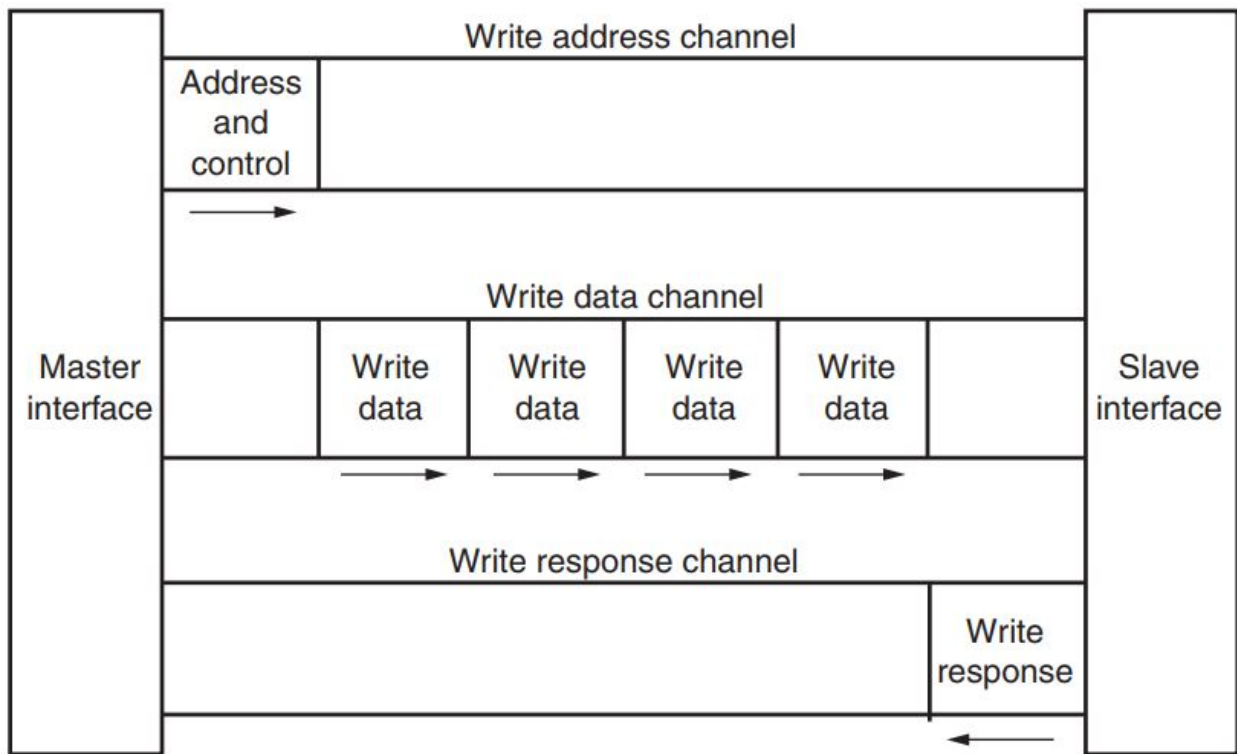 Write address channel
Address
and
control
Write data channel
Master
interface
Write
data
Write
data
Write
data
Write
data
Slave
interface
Write response channel
Write
response